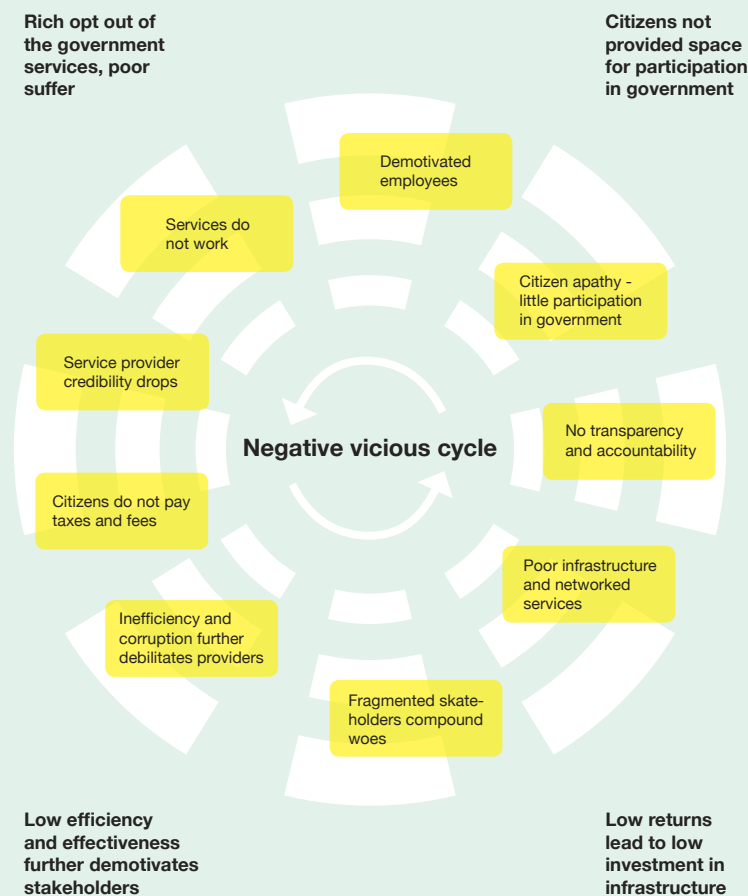 Rich opt out of
the government
services, poor
suffer
Citizens not
provided space
for participation
in government
Demotivated
employees
Services do
not work
Citizen apathy -
little participation
in government
Service provider
credibility drops
No transparency
and accountability
Negative vicious cycle
Citizens do not pay
taxes and fees
Poor infrastructure
and networked
services
Inefficiency and
corruption further
debilitates providers
Fragmented skate-
holders compound
woes
Low efficiency
and effectiveness
further demotivates
stakeholders
Low returns
lead to low
investment in
infrastructure